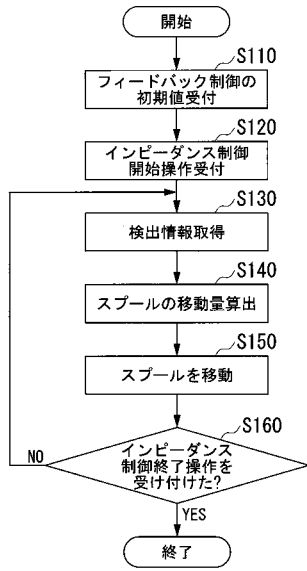 開始
S110
フィードバック制御の
初期値受付
S120
インピーダンス制御
開始操作受付
S130
検出情報取得
S140
スプールの移動量算出
S150
スプールを移動
S160
インピーダンス
制御終了操作を
受け付けた?
NO
YES
終了